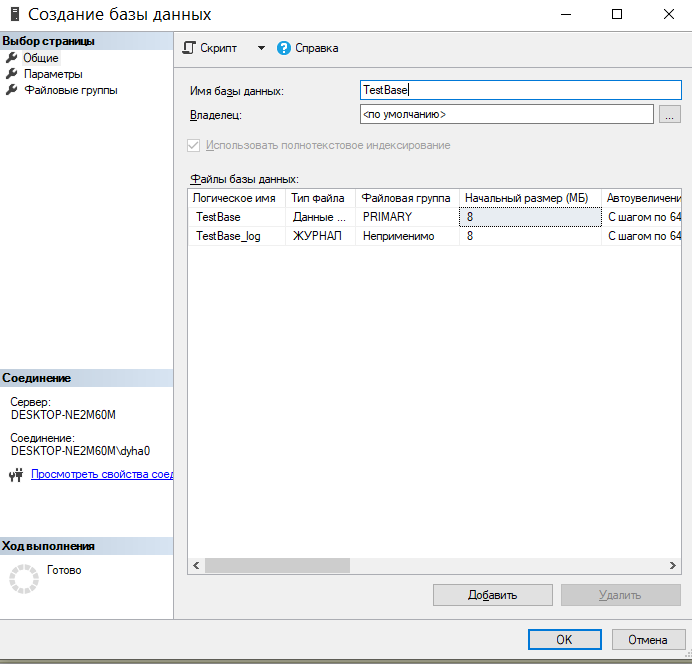 Создание базы данных
Выбор страницы
Общие
Параметры
Файловые группы
Скрипт
Справка
Имя базы данных:
TestBase
Владелец:
<по умолчанию>
...
Использовать полнотекстовое индексирование
Файлы базы данных:
Логическое имя Тип файла Файловая группа Начальный размер (МБ) Автоувеличени
TestBase Данные ... PRIMARY 8 С шагом по 64
TestBase_log ЖУРНАЛ Неприменимо 8 С шагом по 64
Соединение
Сервер:
DESKTOP-NE2M60M
Соединение:
DESKTOP-NE2M60M\dyha0
Просмотреть свойства соед
Ход выполнения
Готово
Добавить
Удалить
OK
Отмена